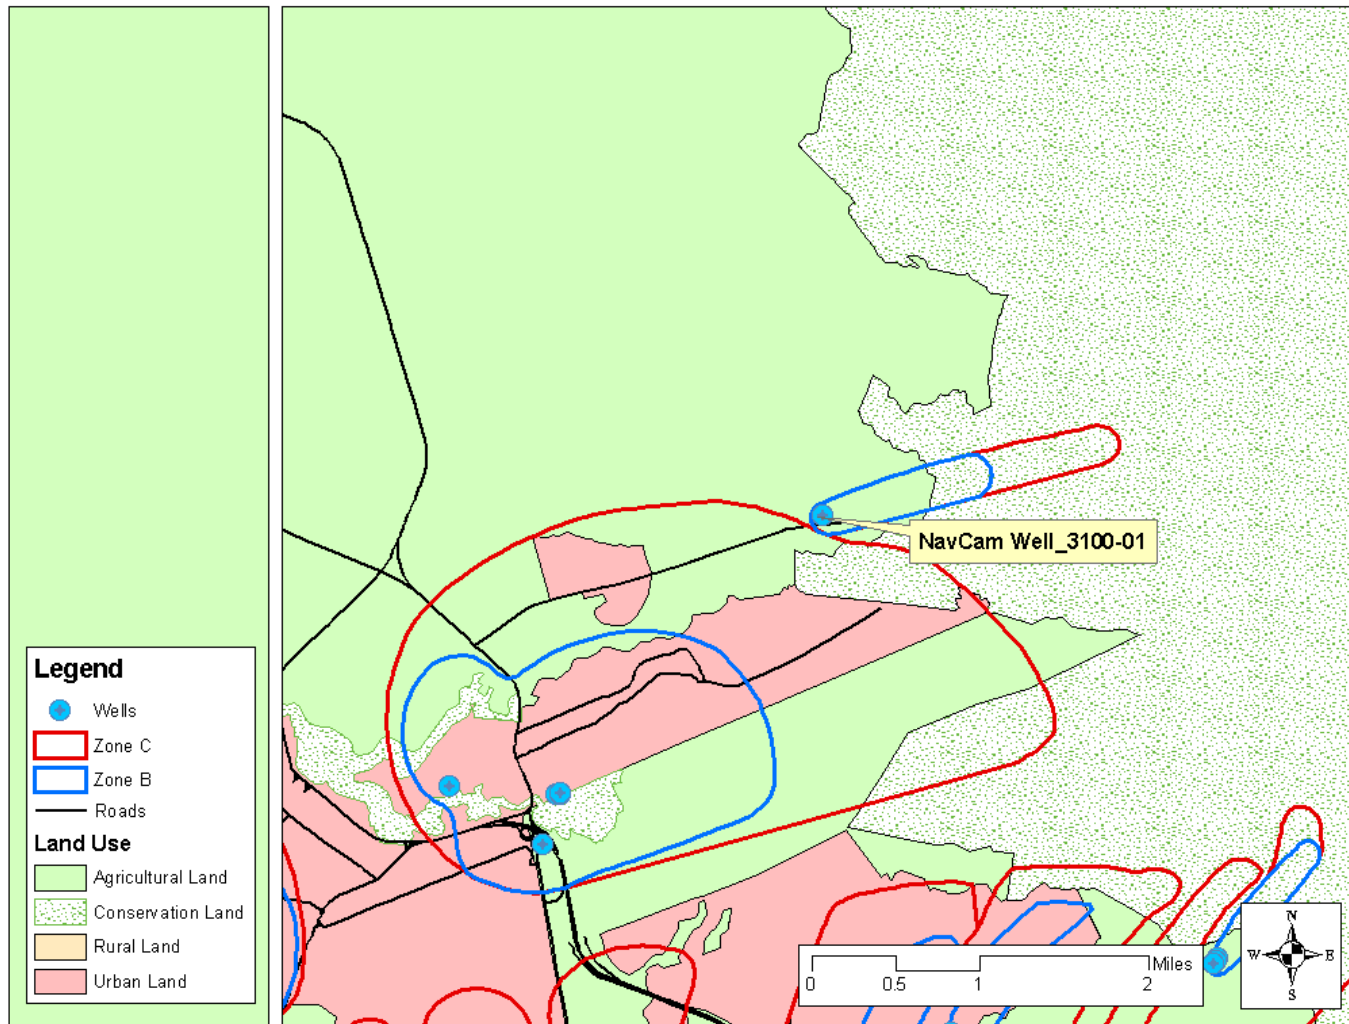 NavCam Well_3100-01
Legend
Wells
Zone C
Zone B
Roads
Land Use
Agricultural Land
Conservation Land
Rural Land
Urban Land
0 0.5 1 2 Miles
N
W E
S